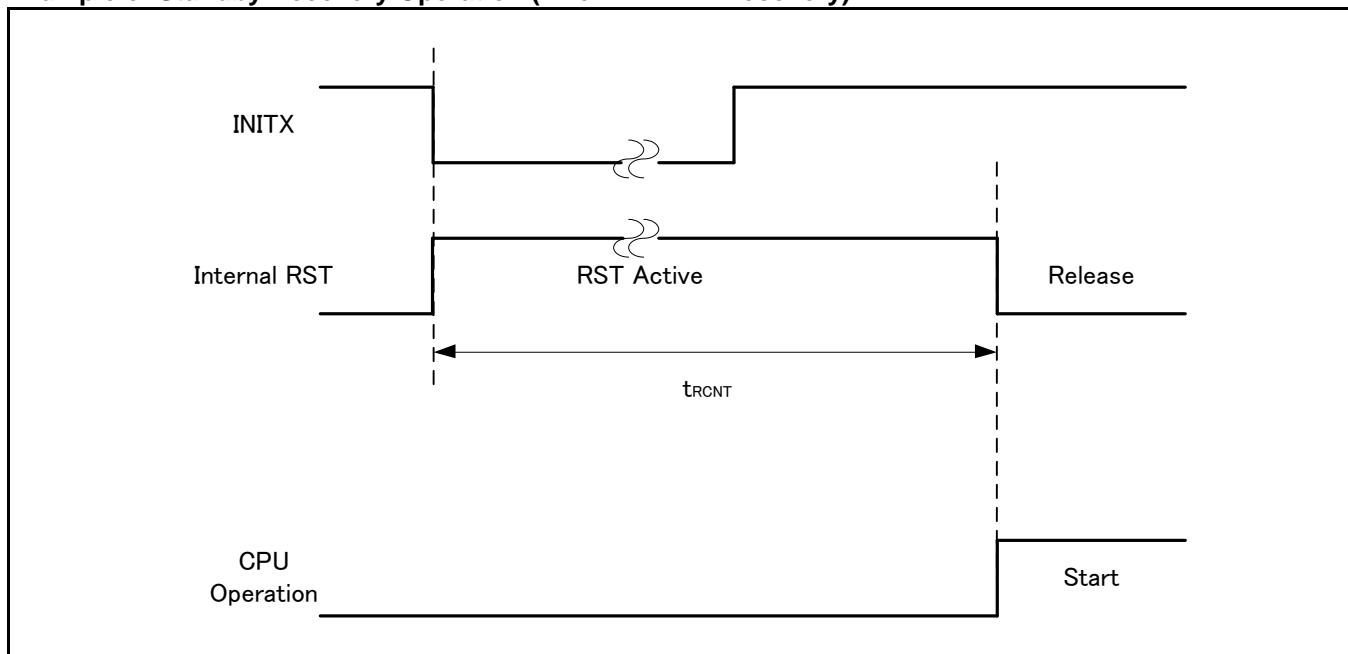 INITX
Internal RST
RST Active
Release
tRCNT
CPU
Operation
Start